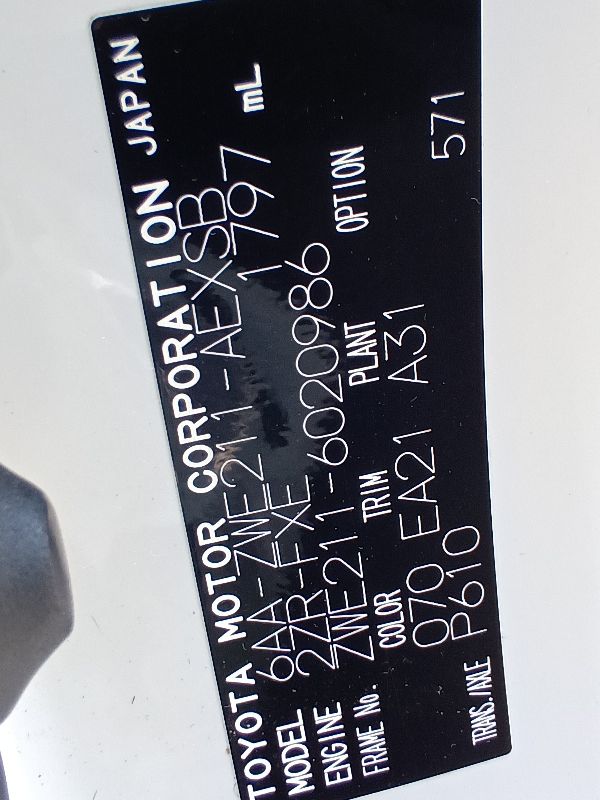 TOYOTA MOTOR CORPORATION JAPAN
MODEL 6AA-ZWE211-AEXSB
ENGINE 2ZR-FXE 1797 mL
FRAME No. ZWE211-6020986
COLOR TRIM PLANT OPTION
070 EA21 A31
TRANS./AXLE P610 571